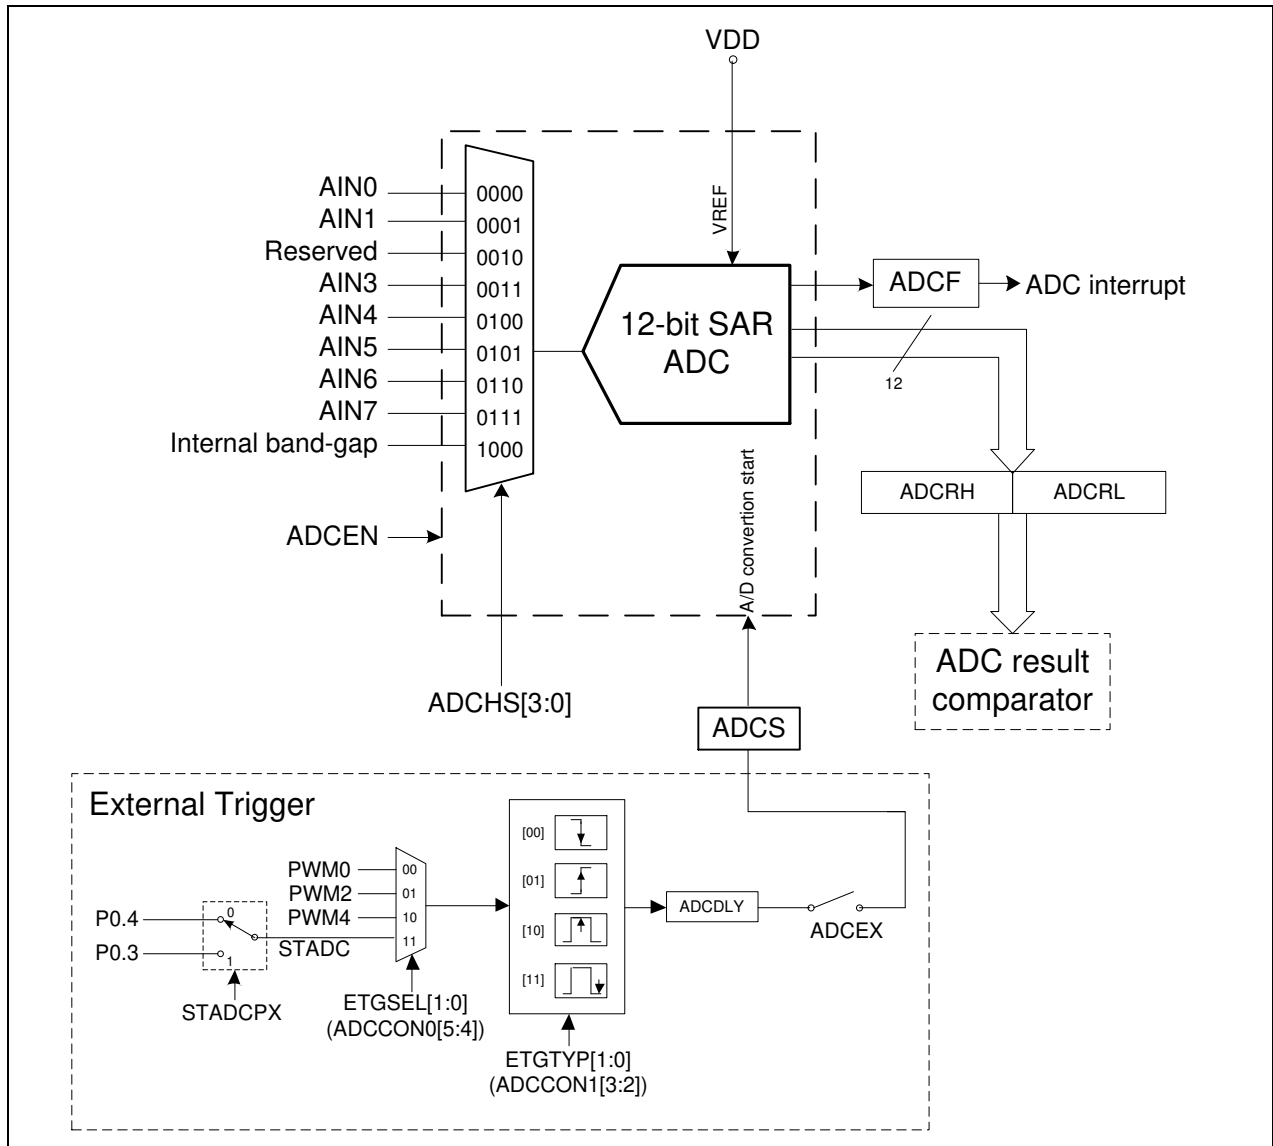 VDD
VREF
AIN0
0000
AIN1
0001
Reserved
0010
AIN3
0011
AIN4
0100
AIN5
0101
AIN6
0110
AIN7
0111
Internal band-gap
1000
12-bit SAR
ADC
ADCF
ADC interrupt
12
ADCRH
ADCRL
ADC result
comparator
ADCEN
ADCHS[3:0]
A/D convertion start
ADCS
External Trigger
P0.4
P0.3
0
1
STADCPX
PWM0
00
PWM2
01
PWM4
10
STADC
11
ETGSEL[1:0]
(ADCCON0[5:4])
[00]
[01]
[10]
[11]
ETGTYP[1:0]
(ADCCON1[3:2])
ADCDLY
ADCEX